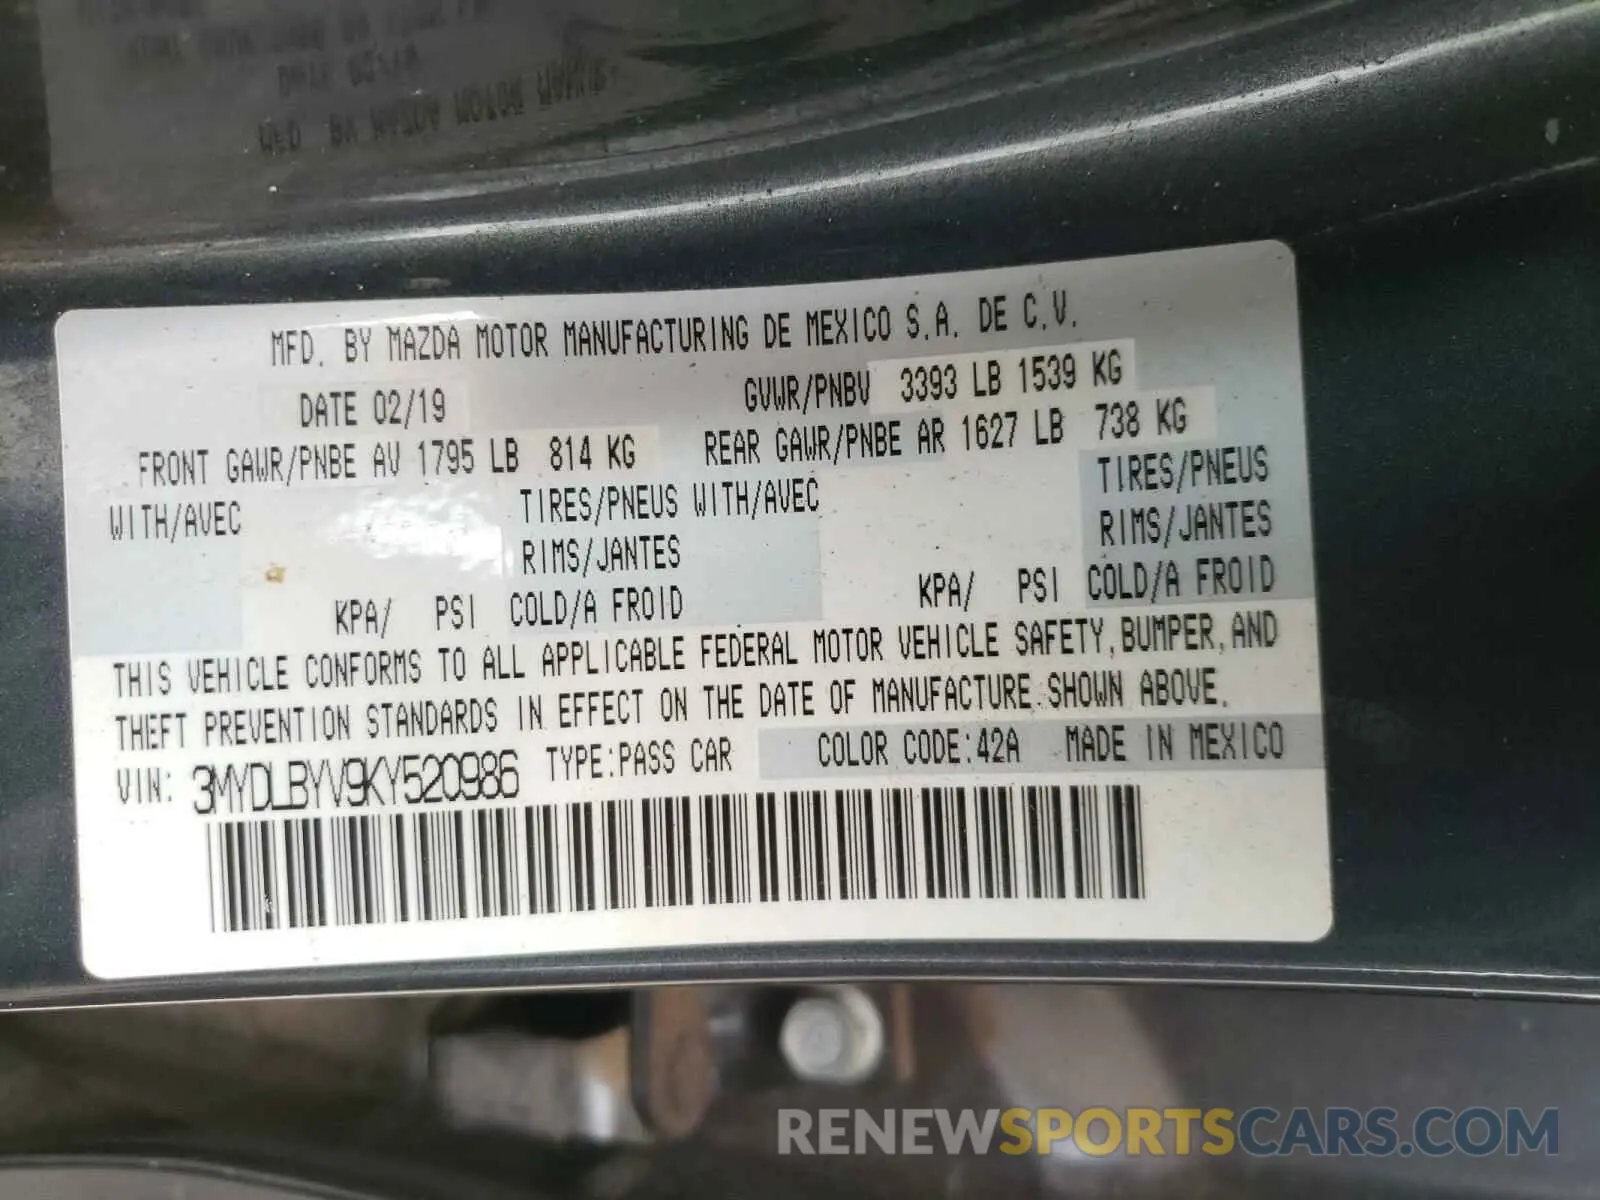 MFD. BY MAZDA MOTOR MANUFACTURING DE MEXICO S.A. DE C.V.
DATE 02/19 GVWR/PNBV 3393 LB 1539 KG
FRONT GAWR/PNBE AV 1795 LB 814 KG REAR GAWR/PNBE AR 1627 LB 738 KG
WITH/AVEC TIRES/PNEUS WITH/AVEC TIRES/PNEUS
RIMS/JANTES RIMS/JANTES
KPA/ PSI COLD/A FROID KPA/ PSI COLD/A FROID
THIS VEHICLE CONFORMS TO ALL APPLICABLE FEDERAL MOTOR VEHICLE SAFETY, BUMPER, AND
THEFT PREVENTION STANDARDS IN EFFECT ON THE DATE OF MANUFACTURE SHOWN ABOVE.
VIN: 3MYDLBYV9KY520986 TYPE:PASS CAR COLOR CODE:42A MADE IN MEXICO
RENEWSPORTSCARS.COM